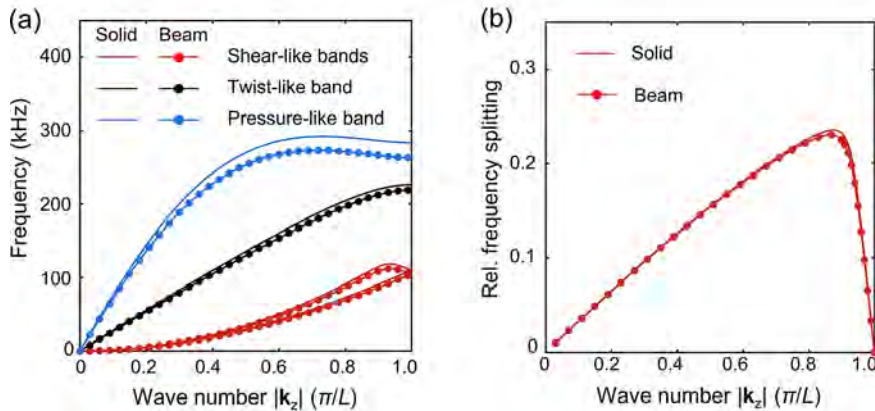 (a)
Solid Beam
Shear-like bands
Twist-like band
Pressure-like band
Frequency (kHz)
400
300
200
100
0
0 0.2 0.4 0.6 0.8 1.0
Wave number |k_z| (π/L)
(b)
Solid
Beam
Rel. frequency splitting
0.3
0.2
0.1
0
0 0.2 0.4 0.6 0.8 1.0
Wave number |k_z| (π/L)